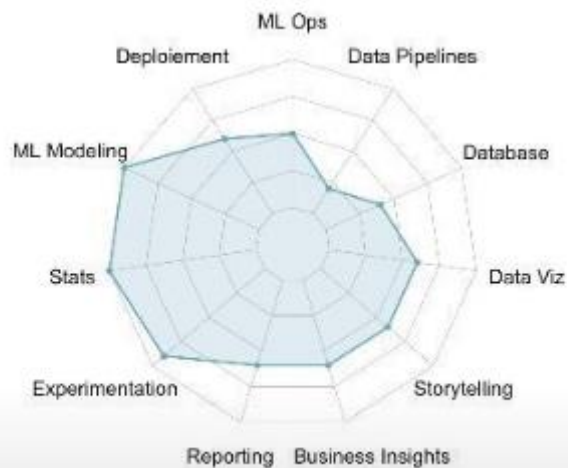 ML Ops
Deploiement
Data Pipelines
ML Modeling
Database
Stats
Data Viz
Experimentation
Storytelling
Reporting
Business Insights